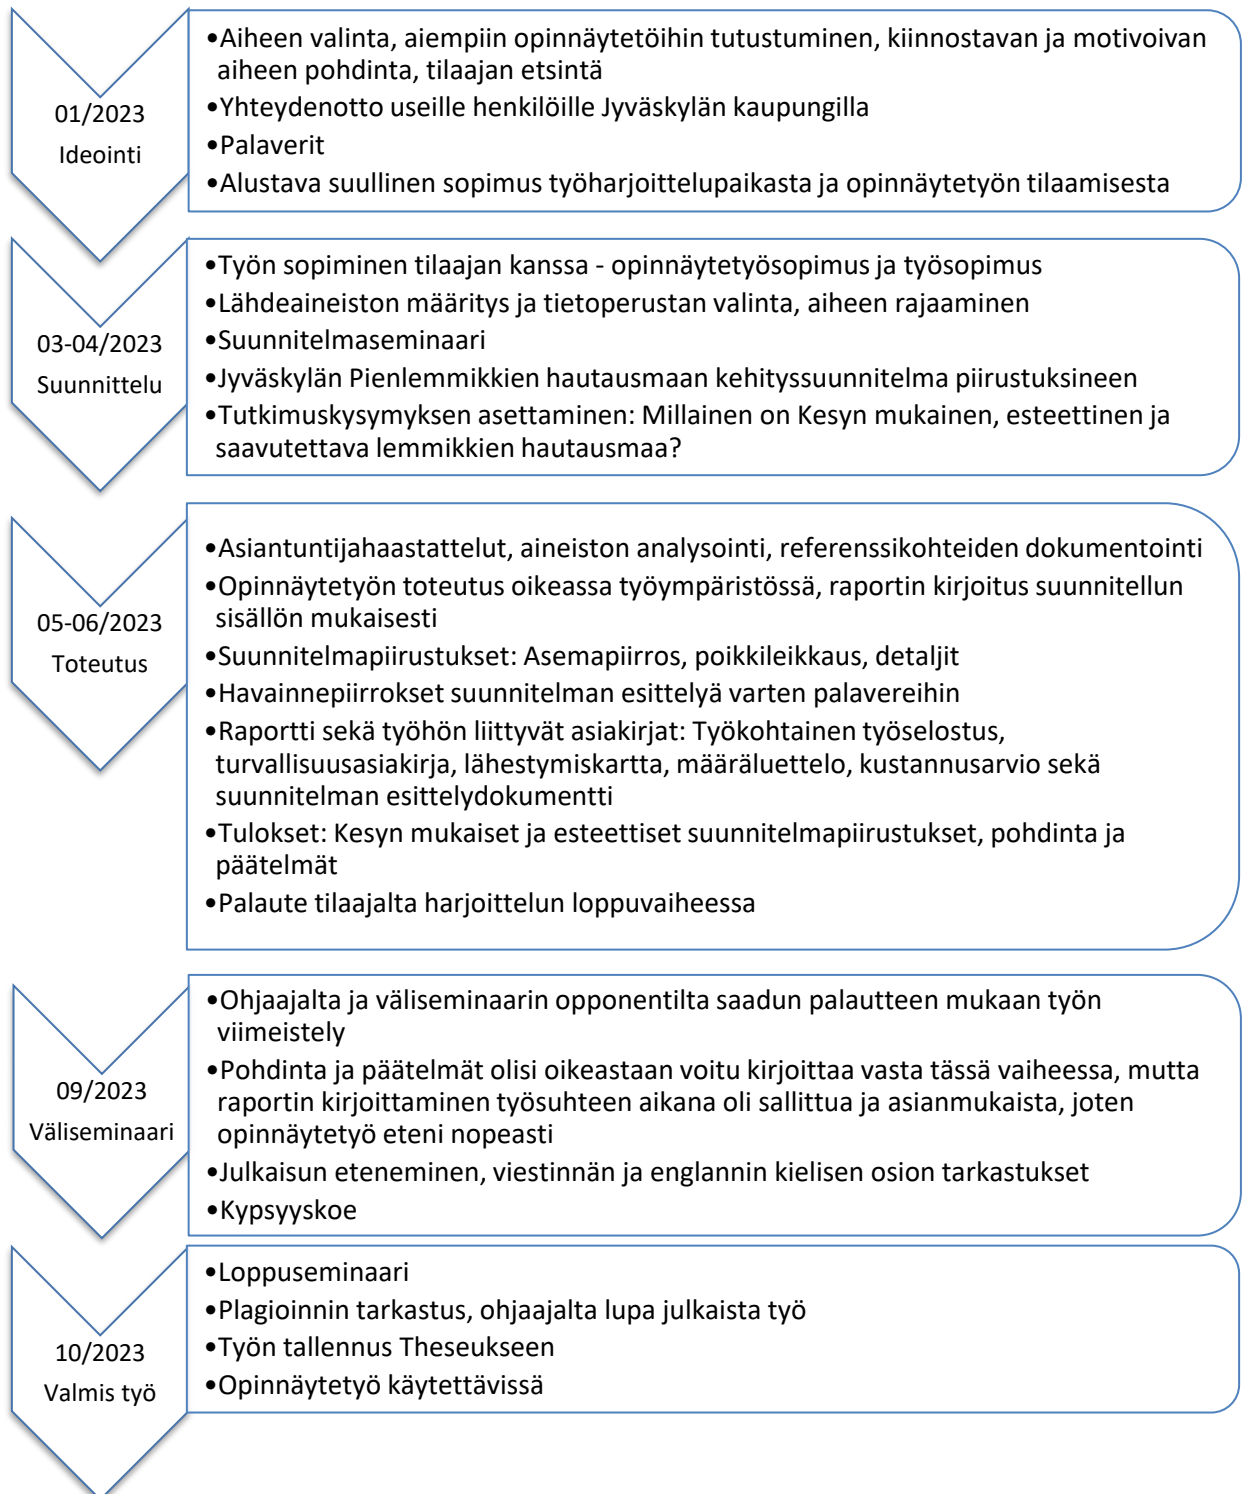 01/2023
Ideointi
•Aiheen valinta, aiempiin opinnäytetöihin tutustuminen, kiinnostavan ja motivoivan
aiheen pohdinta, tilaajan etsintä
•Yhteydenotto useille henkilöille Jyväskylän kaupungilla
•Palaverit
•Alustava suullinen sopimus työharjoittelupaikasta ja opinnäytetyön tilaamisesta
03-04/2023
Suunnittelu
•Työn sopiminen tilaajan kanssa - opinnäytetyösopimus ja työsopimus
•Lähdeaineiston määritys ja tietoperustan valinta, aiheen rajaaminen
•Suunnitelmaseminaari
•Jyväskylän Pienlemmikkien hautausmaan kehityssuunnitelma piirustuksineen
•Tutkimuskysymyksen asettaminen: Millainen on Kesyn mukainen, esteettinen ja
saavutettava lemmikkien hautausmaa?
05-06/2023
Toteutus
•Asiantuntijahaastattelut, aineiston analysointi, referenssikohteiden dokumentointi
•Opinnäytetyön toteutus oikeassa työympäristössä, raportin kirjoitus suunnitellun
sisällön mukaisesti
•Suunnitelmapiirustukset: Asemapiirros, poikkileikkaus, detaljit
•Havainnepiirrokset suunnitelman esittelyä varten palavereihin
•Raportti sekä työhön liittyvät asiakirjat: Työkohtainen työselostus,
turvallisuusasiakirja, lähestymiskartta, määräluettelo, kustannusarvio sekä
suunnitelman esittelydokumentti
•Tulokset: Kesyn mukaiset ja esteettiset suunnitelmapiirustukset, pohdinta ja
päätelmät
•Palaute tilaajalta harjoittelun loppuvaiheessa
09/2023
Väliseminaari
•Ohjaajalta ja väliseminaarin opponentilta saadun palautteen mukaan työn
viimeistely
•Pohdinta ja päätelmät olisi oikeastaan voitu kirjoittaa vasta tässä vaiheessa, mutta
raportin kirjoittaminen työsuhteen aikana oli sallittua ja asianmukaista, joten
opinnäytetyö eteni nopeasti
•Julkaisun eteneminen, viestinnän ja englannin kielisen osion tarkastukset
•Kypsyyskoe
10/2023
Valmis työ
•Loppuseminaari
•Plagioinnin tarkastus, ohjaajalta lupa julkaista työ
•Työn tallennus Theseukseen
•Opinnäytetyö käytettävissä